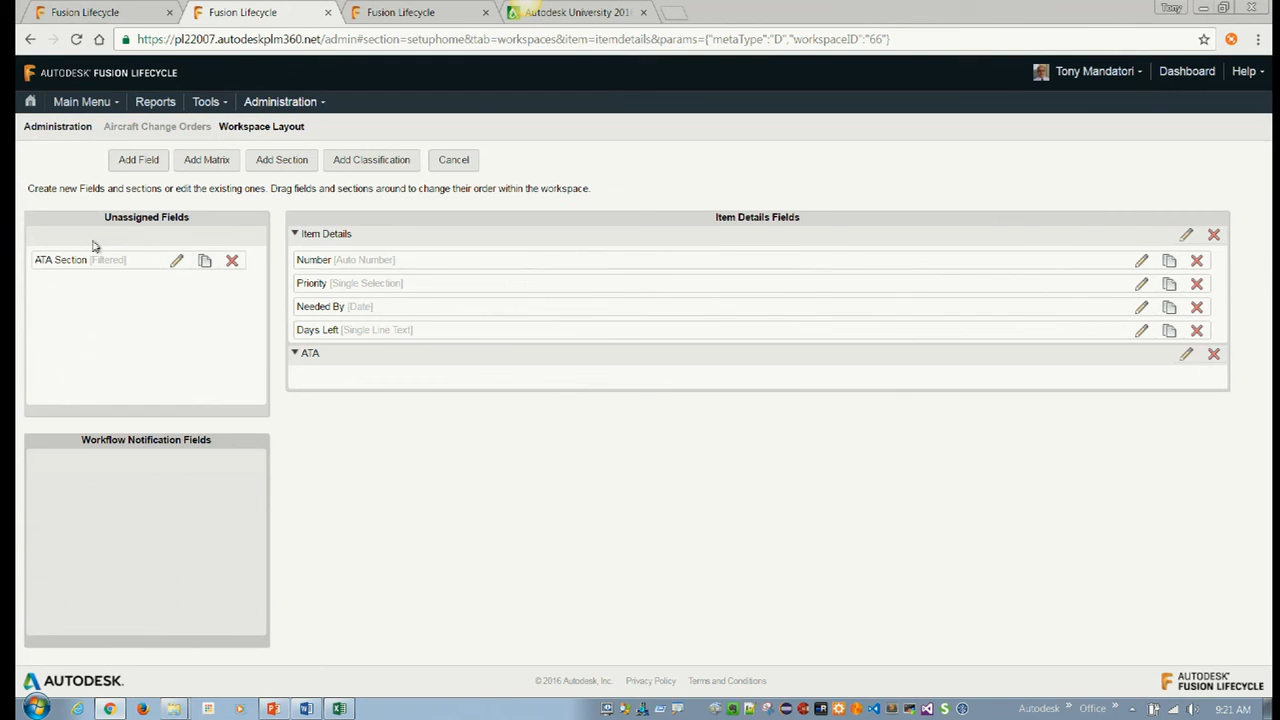 Fusion Lifecycle
Fusion Lifecycle
Fusion Lifecycle
Autodesk University 201
Tony
https://pl22007.autodeskplm360.net/admin#section=setuphome&tab=workspaces&item=itemdetails&params={"metaType":"D","workspaceID":"66"}
AUTODESK® FUSION LIFECYCLE
Tony Mandatori
Dashboard
Help
Main Menu
Reports
Tools
Administration
Administration
Aircraft Change Orders
Workspace Layout
Add Field
Add Matrix
Add Section
Add Classification
Cancel
Create new Fields and sections or edit the existing ones. Drag fields and sections around to change their order within the workspace.
Unassigned Fields
ATA Section [Filtered]
Item Details Fields
Item Details
Number [Auto Number]
Priority [Single Selection]
Needed By [Date]
Days Left [Single Line Text]
ATA
Workflow Notification Fields
AUTODESK.
© 2016 Autodesk, Inc.
Privacy Policy
Terms and Conditions
AUTODESK®
FUSION LIFECYCLE
Autodesk
Office
9:21 AM